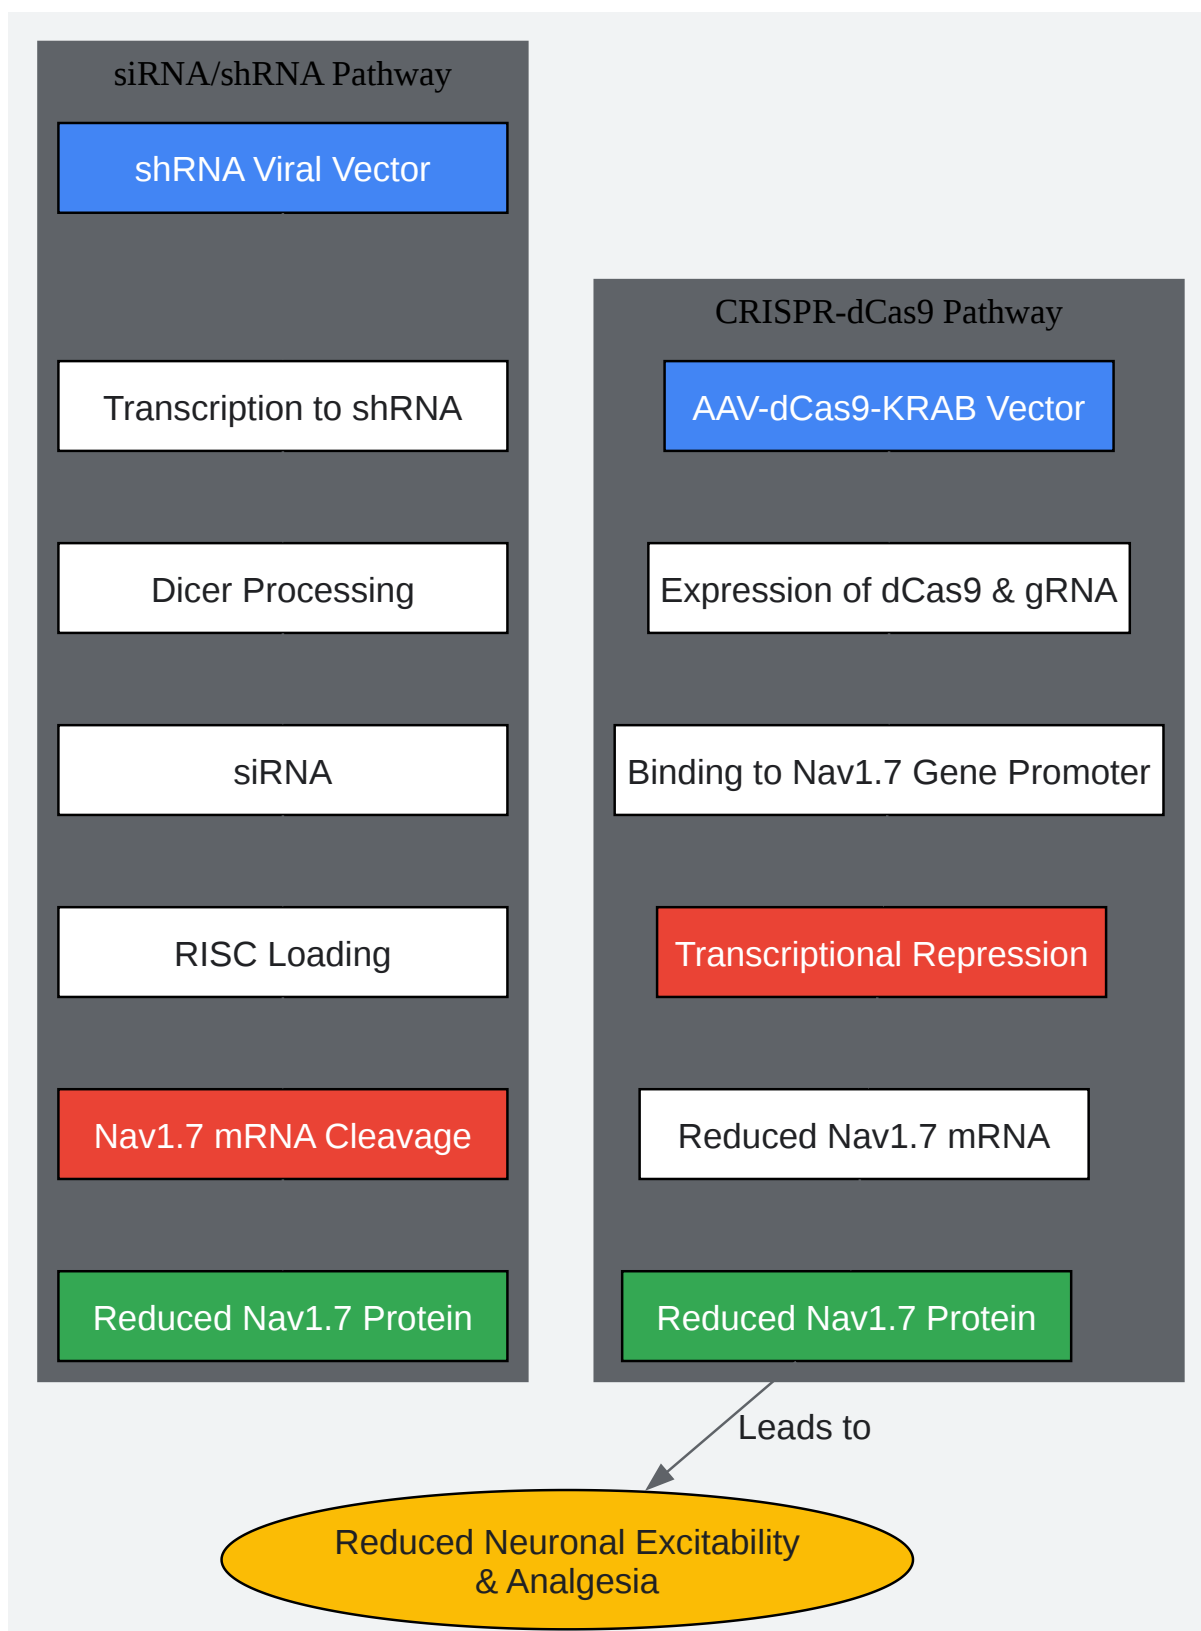 siRNA/shRNA Pathway
shRNA Viral Vector
Transcription to shRNA
Dicer Processing
siRNA
RISC Loading
Nav1.7 mRNA Cleavage
Reduced Nav1.7 Protein
CRISPR-dCas9 Pathway
AAV-dCas9-KRAB Vector
Expression of dCas9 & gRNA
Binding to Nav1.7 Gene Promoter
Transcriptional Repression
Reduced Nav1.7 mRNA
Reduced Nav1.7 Protein
Leads to
Reduced Neuronal Excitability
& Analgesia